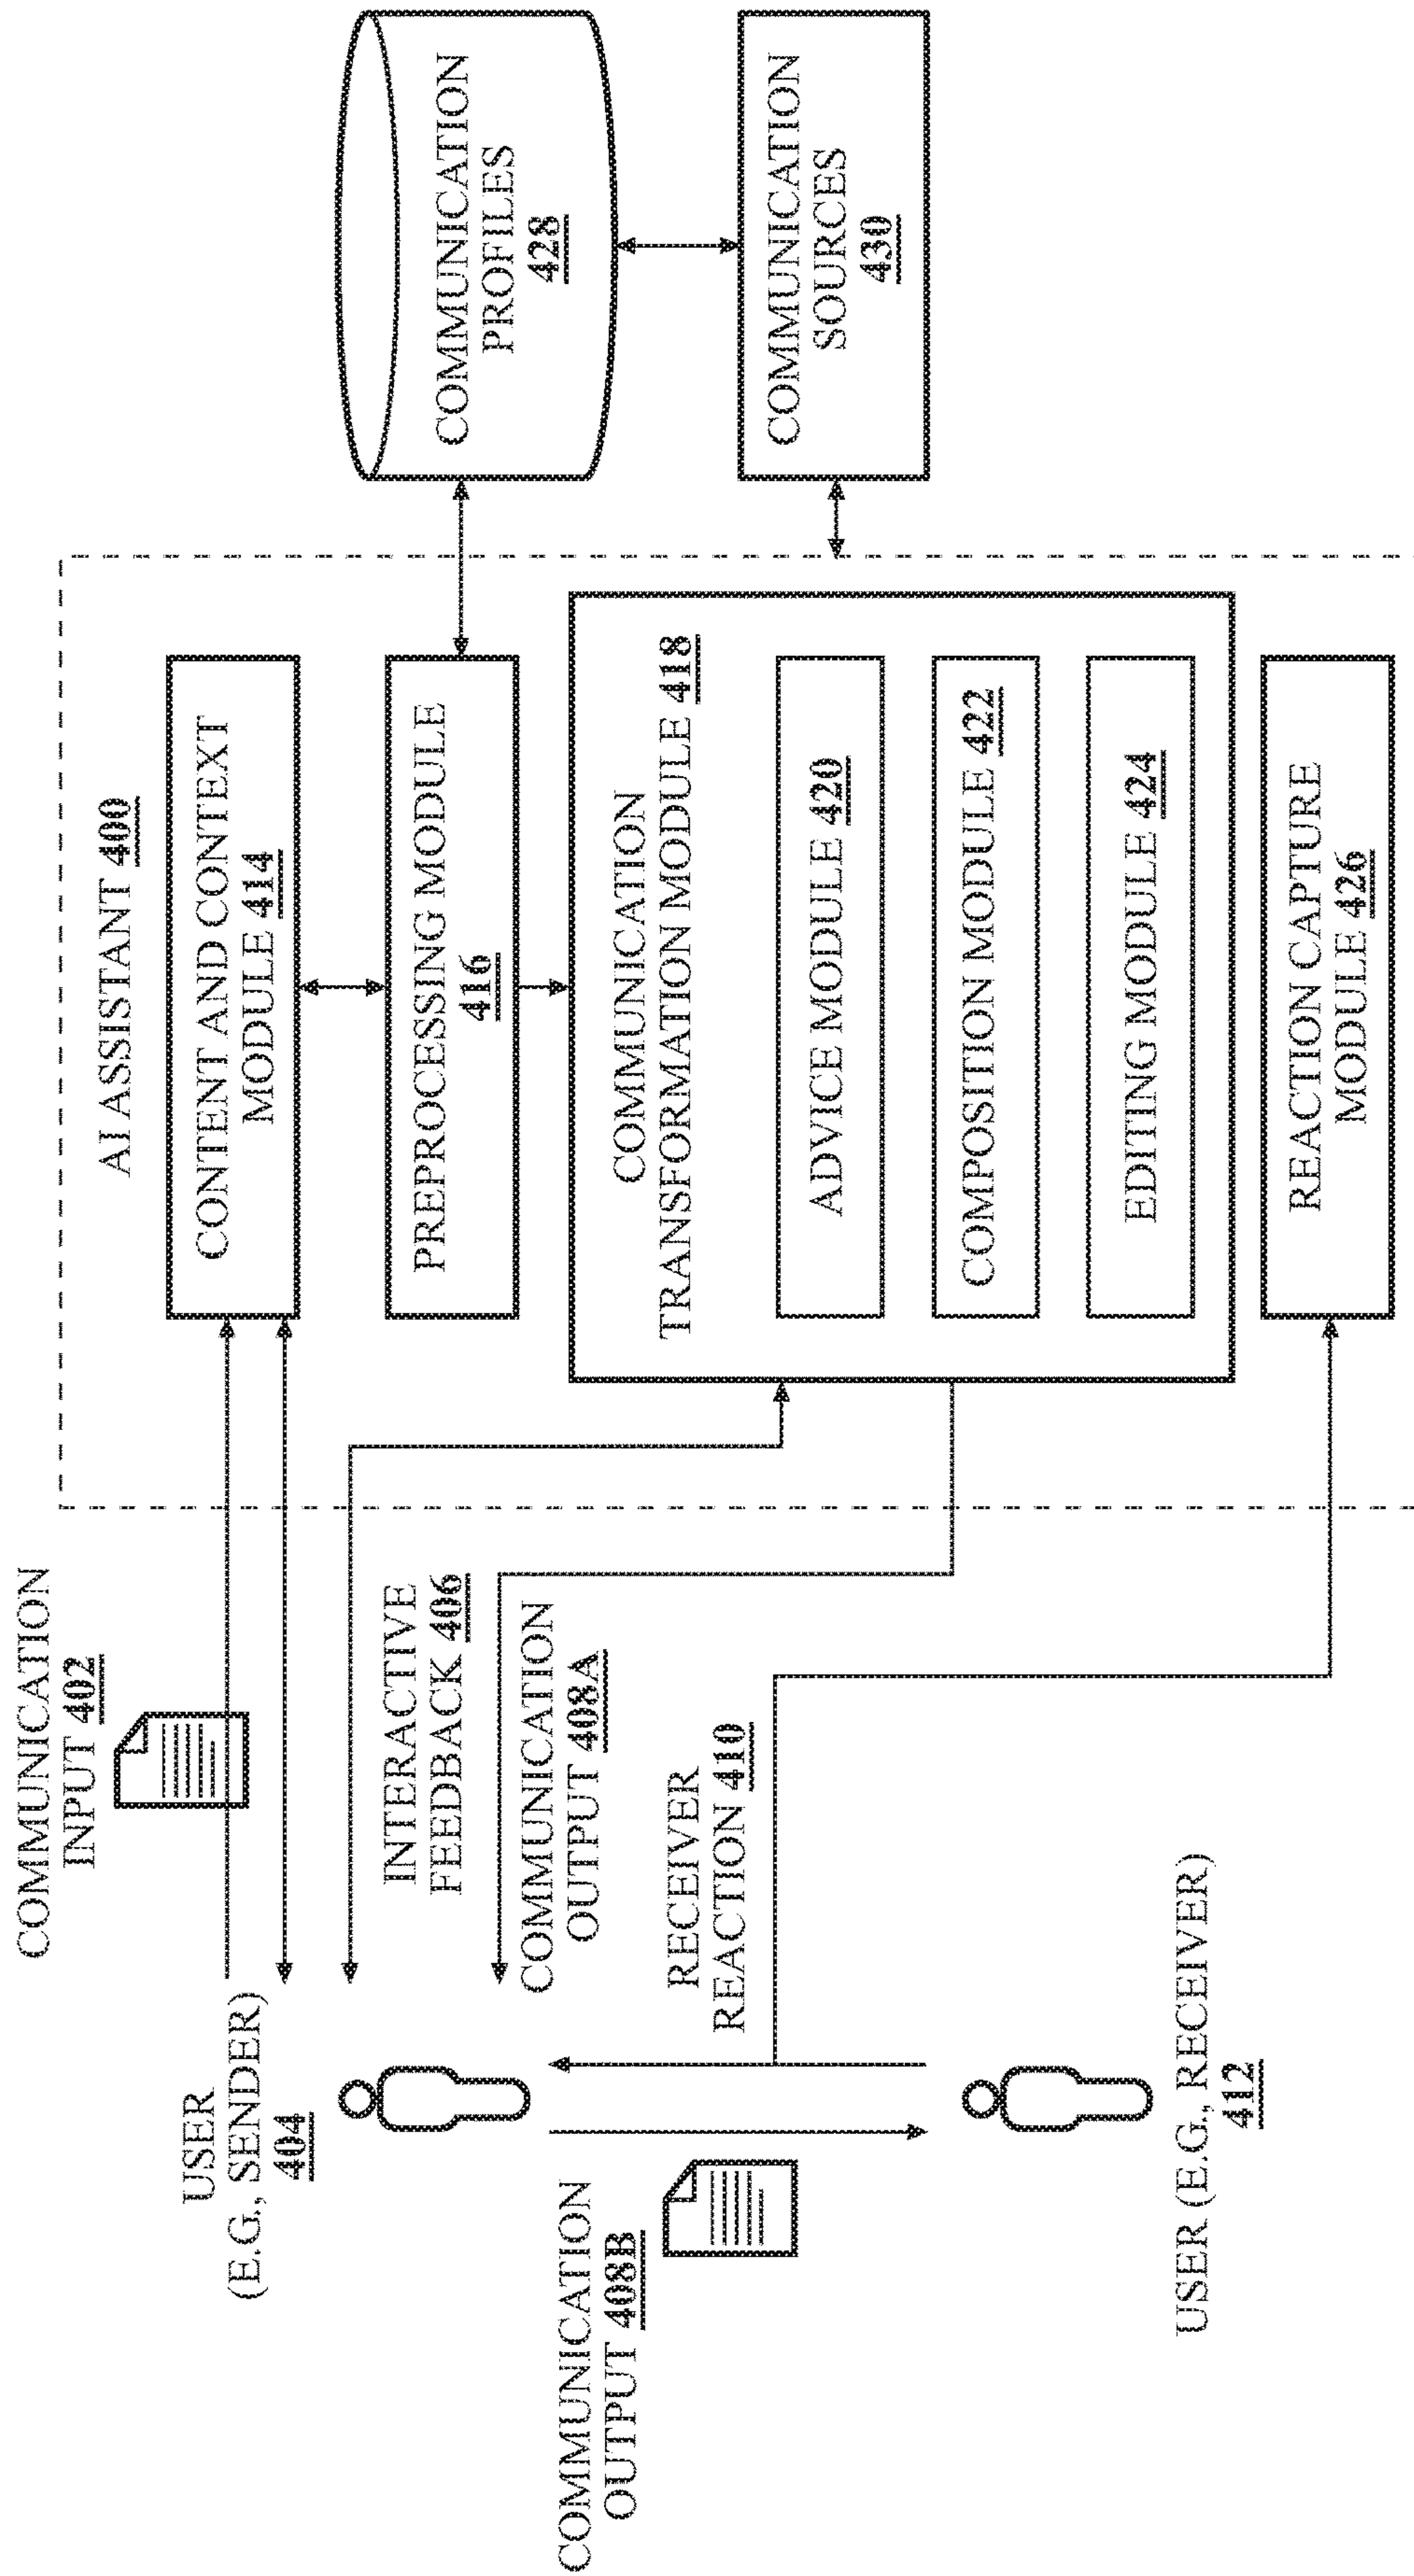 COMMUNICATION
INPUT 402
USER
(E.G., SENDER)
404
INTERACTIVE
FEEDBACK 406
COMMUNICATION
OUTPUT 408A
COMMUNICATION
OUTPUT 408B
RECEIVER
REACTION 410
USER (E.G., RECEIVER)
412
AI ASSISTANT 400
CONTENT AND CONTEXT
MODULE 414
PREPROCESSING MODULE
416
COMMUNICATION
TRANSFORMATION MODULE 418
ADVICE MODULE 420
COMPOSITION MODULE 422
EDITING MODULE 424
REACTION CAPTURE
MODULE 426
COMMUNICATION
PROFILES
428
COMMUNICATION
SOURCES
430